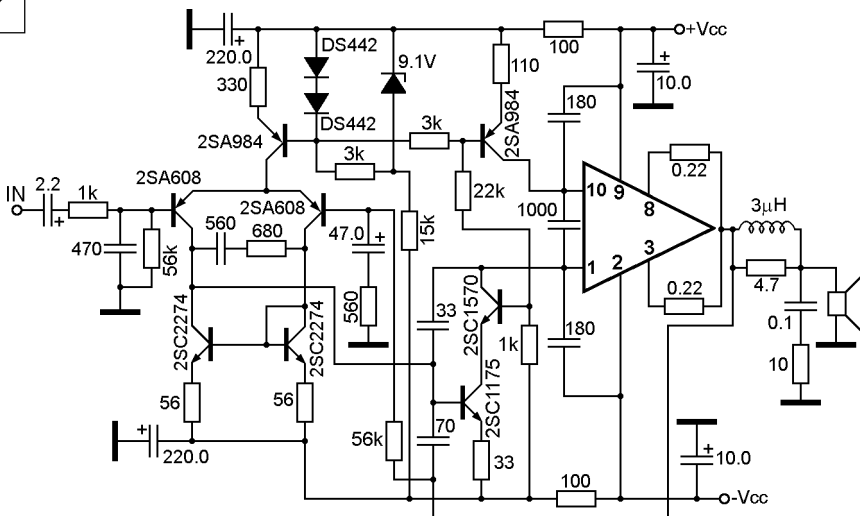 220.0
DS442
9.1V
100
+Vcc
330
DS442
110
10.0
2SA984
3k
2SA984
180
3k
2SA608
IN
2.2
1k
2SA608
22k
10
9
8
0.22
3µH
470
56k
560
680
47.0
15k
1000
1
2
3
4.7
0.22
2SC2274
2SC2274
560
33
2SC1570
1k
180
0.1
10
56
56
2SC1175
56k
70
33
220.0
100
10.0
-Vcc